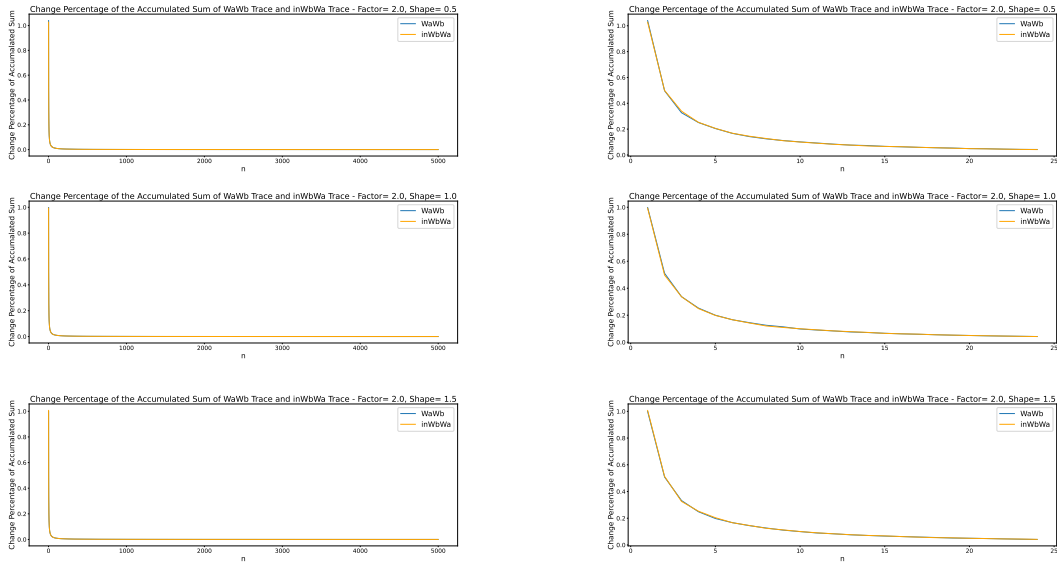 Change Percentage of the Accumulated Sum of WaWb Trace and inWbWa Trace - Factor= 2.0, Shape= 0.5
Change Percentage of Accumalated Sum
1.0
0.8
0.6
0.4
0.2
0.0
0 1000 2000 3000 4000 5000
n
WaWb
inWbWa
Change Percentage of the Accumulated Sum of WaWb Trace and inWbWa Trace - Factor= 2.0, Shape= 0.5
Change Percentage of Accumalated Sum
1.0
0.8
0.6
0.4
0.2
0.0
0 5 10 15 20 25
n
WaWb
inWbWa
Change Percentage of the Accumulated Sum of WaWb Trace and inWbWa Trace - Factor= 2.0, Shape= 1.0
Change Percentage of Accumalated Sum
1.0
0.8
0.6
0.4
0.2
0.0
0 1000 2000 3000 4000 5000
n
WaWb
inWbWa
Change Percentage of the Accumulated Sum of WaWb Trace and inWbWa Trace - Factor= 2.0, Shape= 1.0
Change Percentage of Accumalated Sum
1.0
0.8
0.6
0.4
0.2
0.0
0 5 10 15 20 25
n
WaWb
inWbWa
Change Percentage of the Accumulated Sum of WaWb Trace and inWbWa Trace - Factor= 2.0, Shape= 1.5
Change Percentage of Accumalated Sum
1.0
0.8
0.6
0.4
0.2
0.0
0 1000 2000 3000 4000 5000
n
WaWb
inWbWa
Change Percentage of the Accumulated Sum of WaWb Trace and inWbWa Trace - Factor= 2.0, Shape= 1.5
Change Percentage of Accumalated Sum
1.0
0.8
0.6
0.4
0.2
0.0
0 5 10 15 20 25
n
WaWb
inWbWa